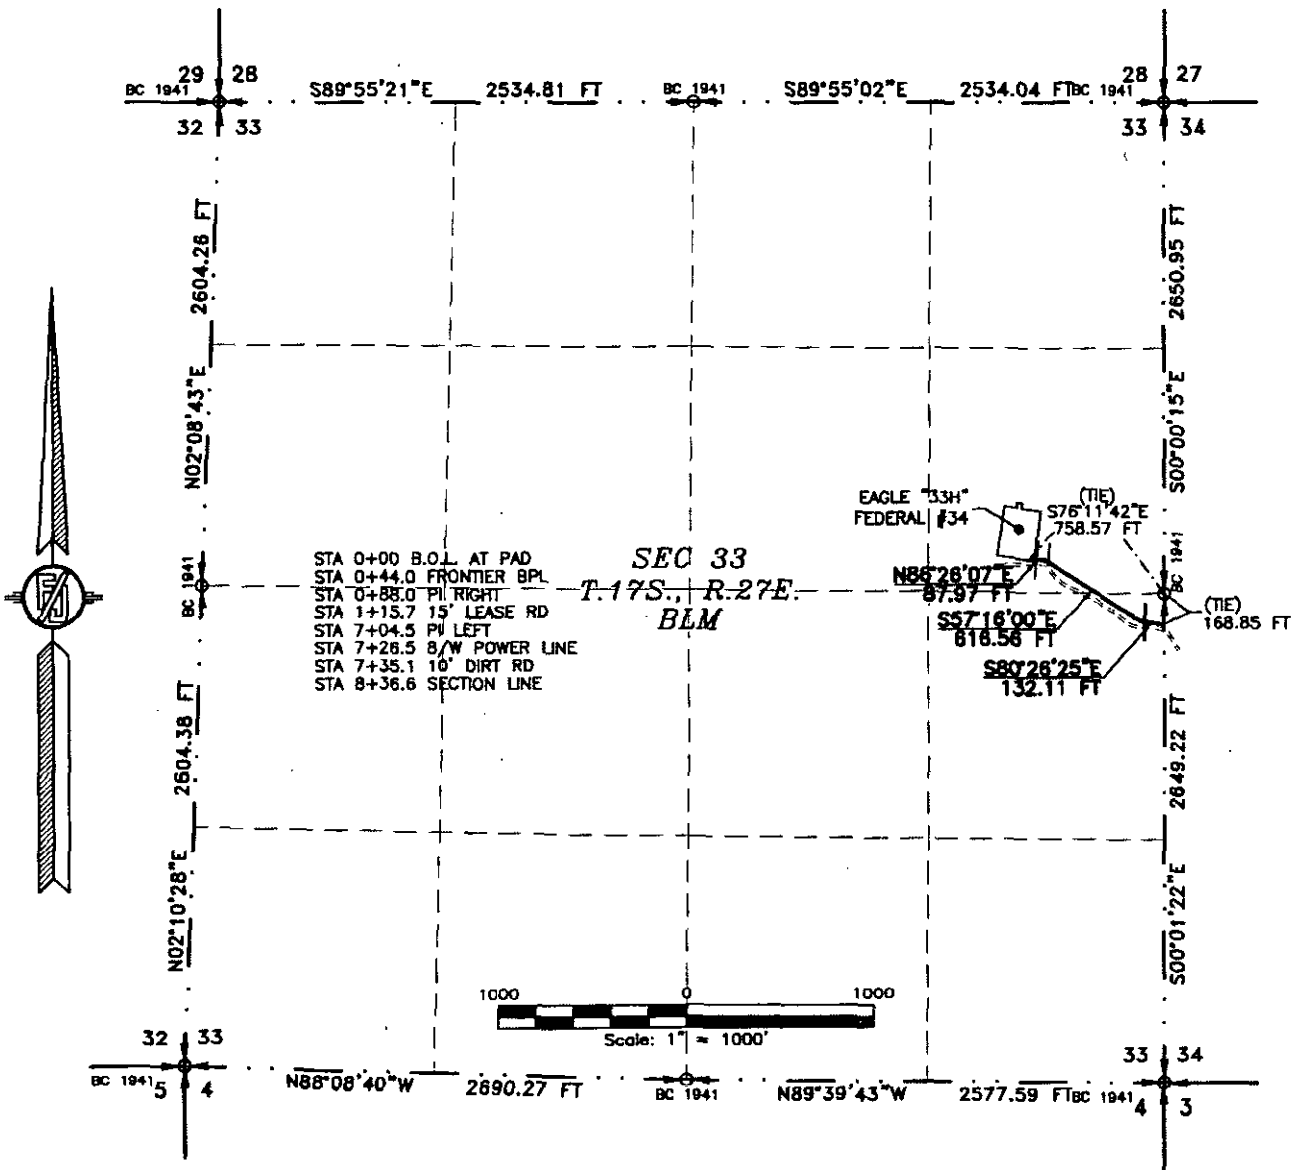 29 28
BC 1941
32 33
S89°55'21"E 2534.81 FT
BC 1941
S89°55'02"E 2534.04 FT
BC 1941
28 27
33 34
2604.26 FT
N02°08'43"E
2650.95 FT
S00°00'15"E
EAGLE "33H"
FEDERAL #34
(TIE)
S76°11'42"E
758.57 FT
BC 1941
BC 1941
STA 0+00 B.O.L. AT PAD
STA 0+44.0 FRONTIER BPL
STA 0+88.0 PI RIGHT
STA 1+15.7 15' LEASE RD
STA 7+04.5 PI LEFT
STA 7+26.5 8/W POWER LINE
STA 7+35.1 10' DIRT RD
STA 8+36.6 SECTION LINE
SEC 33
T.17S., R.27E.
BLM
N86°26'07"E
87.97 FT
S57°16'00"E
616.56 FT
S80°26'25"E
132.11 FT
(TIE)
168.85 FT
2604.38 FT
N02°10'28"E
2649.22 FT
S00°01'22"E
1000 0 1000
Scale: 1" = 1000'
32 33
BC 1941
5 4
N88°08'40"W 2690.27 FT
BC 1941
N89°39'43"W 2577.59 FT
BC 1941
33 34
4 3